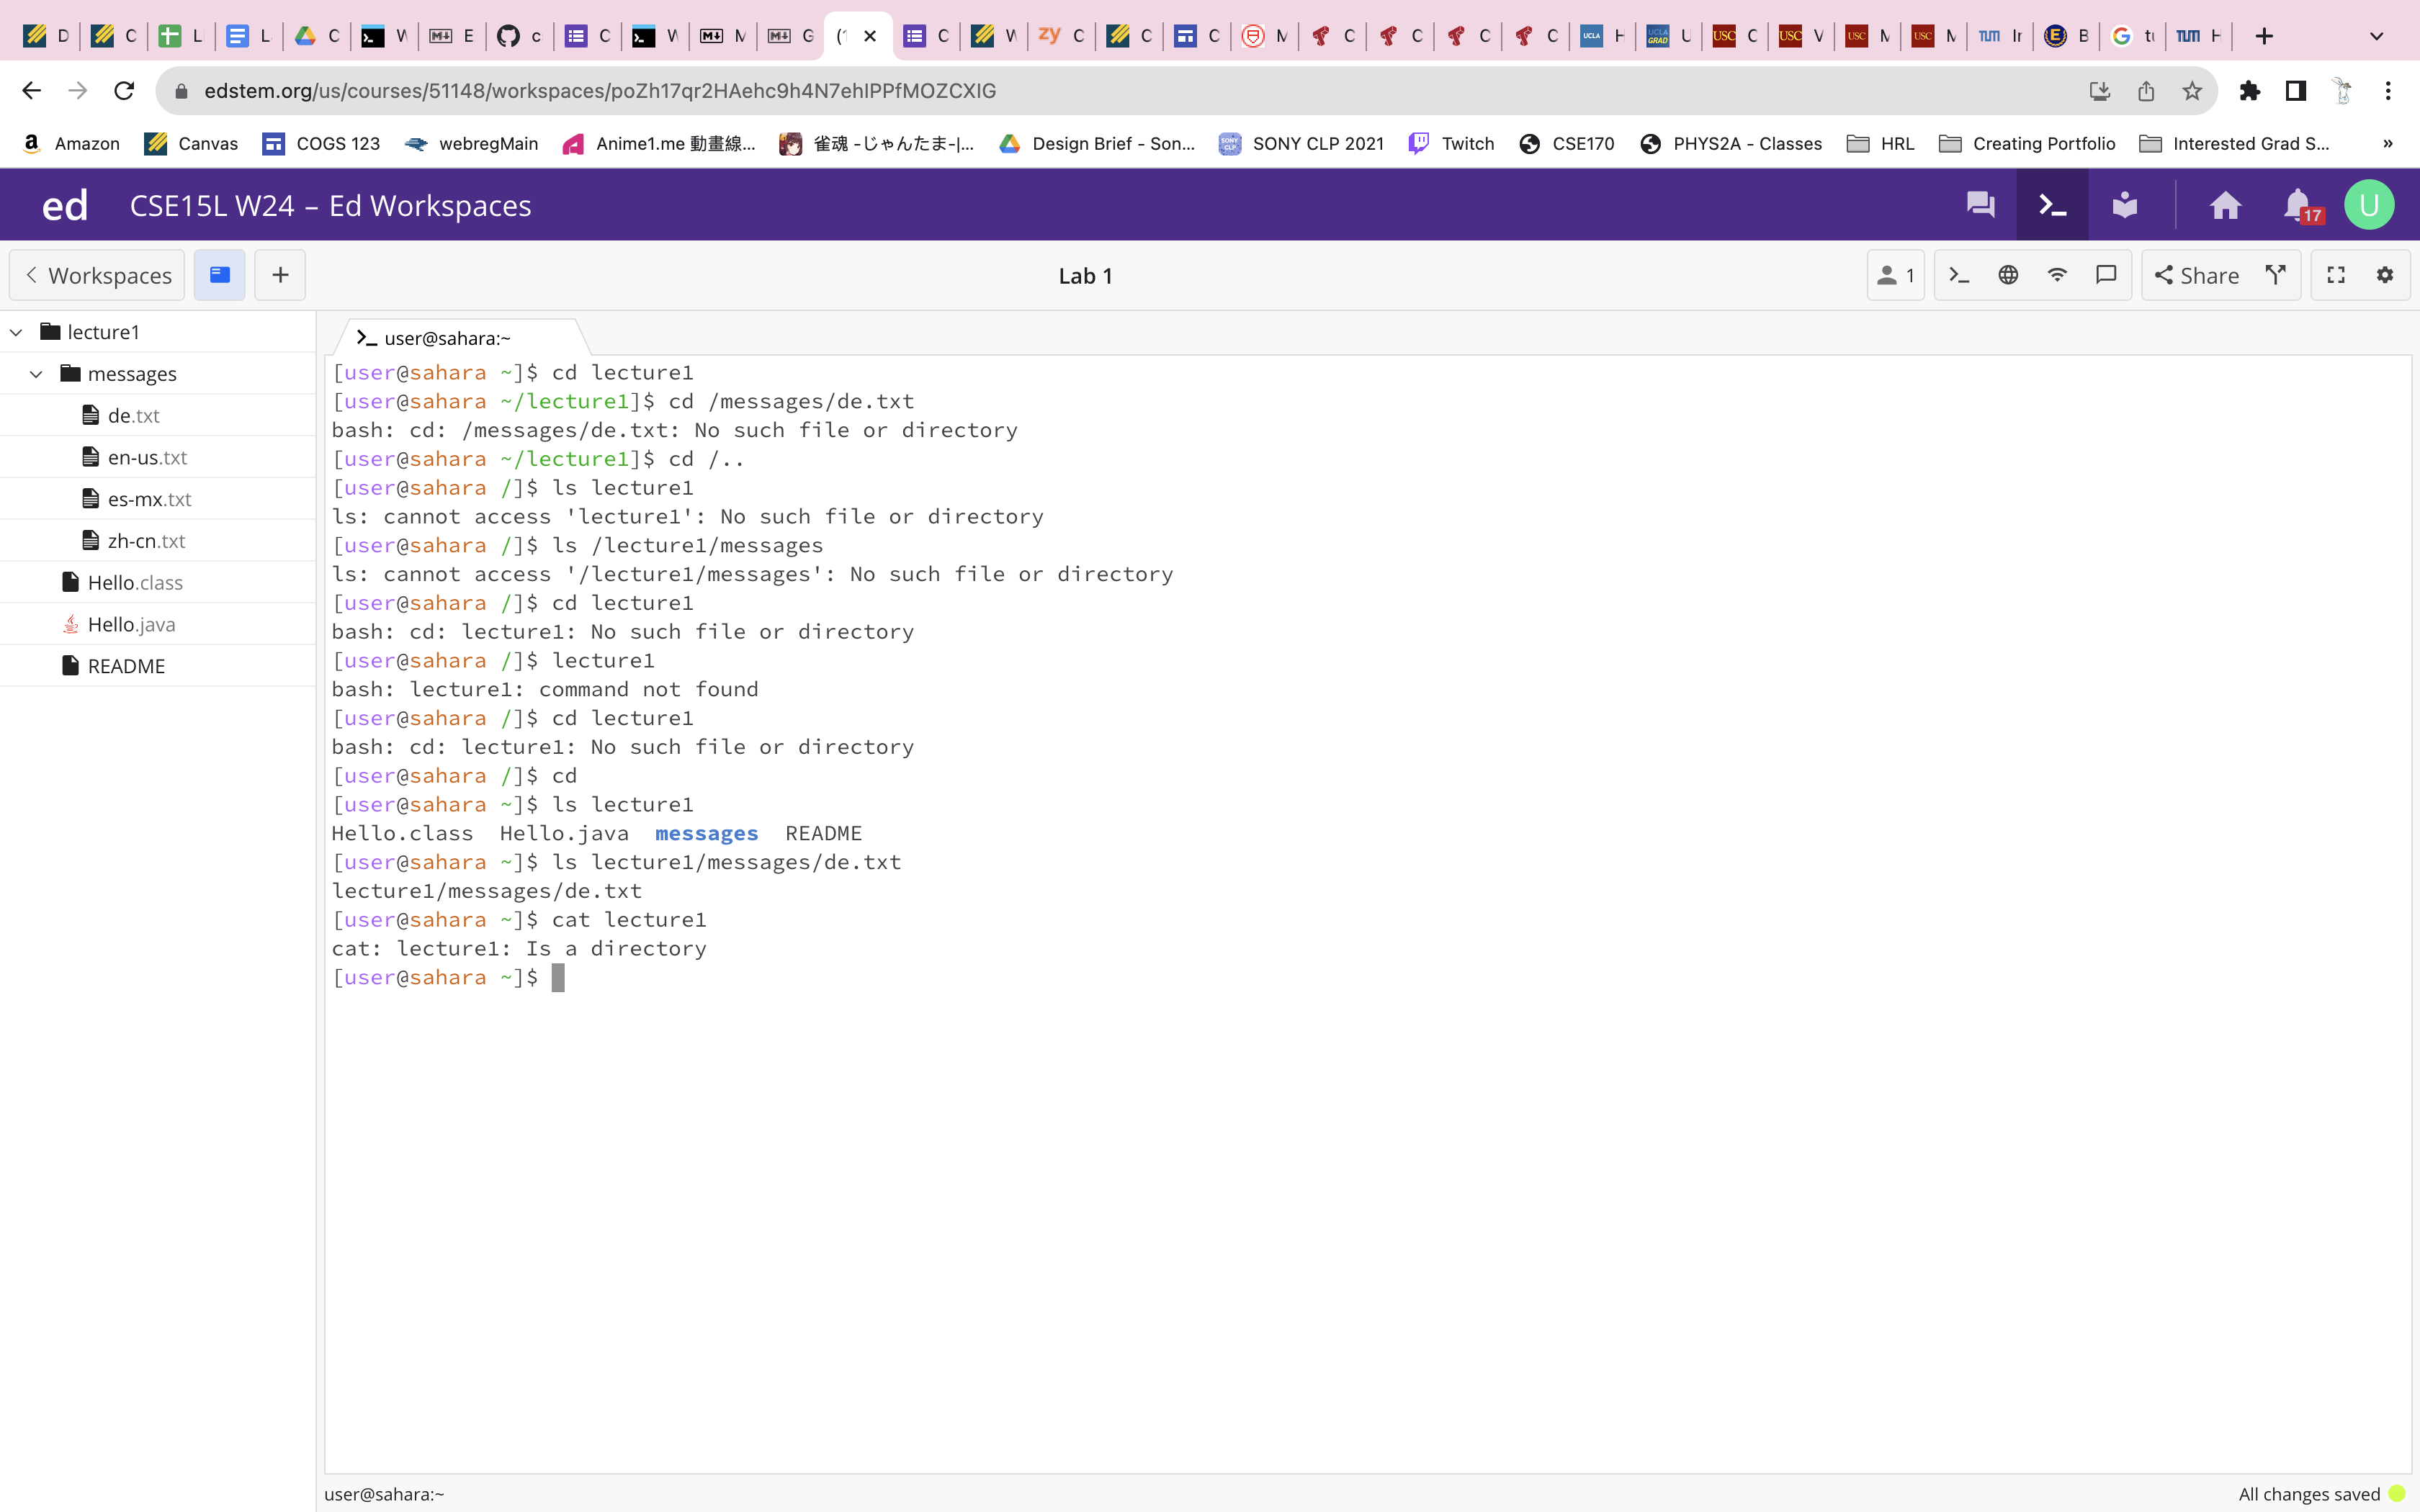 D C L L C W E c C W M G (1 C W C C C M C C C C H U C V M M Ir B tu H
edstem.org/us/courses/51148/workspaces/poZh17qr2HAehc9h4N7ehIPPfMOZCXIG
Amazon Canvas COGS 123 webregMain Anime1.me 動畫線... 雀魂 -じゃんたま-|... Design Brief - Son... SONY CLP 2021 Twitch CSE170 PHYS2A - Classes HRL Creating Portfolio Interested Grad S... »
ed CSE15L W24 – Ed Workspaces 17 U
Workspaces Lab 1 1 Share
lecture1
messages
de.txt
en-us.txt
es-mx.txt
zh-cn.txt
Hello.class
Hello.java
README
user@sahara:~
[user@sahara ~]$ cd lecture1
[user@sahara ~/lecture1]$ cd /messages/de.txt
bash: cd: /messages/de.txt: No such file or directory
[user@sahara ~/lecture1]$ cd /..
[user@sahara /]$ ls lecture1
ls: cannot access 'lecture1': No such file or directory
[user@sahara /]$ ls /lecture1/messages
ls: cannot access '/lecture1/messages': No such file or directory
[user@sahara /]$ cd lecture1
bash: cd: lecture1: No such file or directory
[user@sahara /]$ lecture1
bash: lecture1: command not found
[user@sahara /]$ cd lecture1
bash: cd: lecture1: No such file or directory
[user@sahara /]$ cd
[user@sahara ~]$ ls lecture1
Hello.class Hello.java messages README
[user@sahara ~]$ ls lecture1/messages/de.txt
lecture1/messages/de.txt
[user@sahara ~]$ cat lecture1
cat: lecture1: Is a directory
[user@sahara ~]$
user@sahara:~ All changes saved